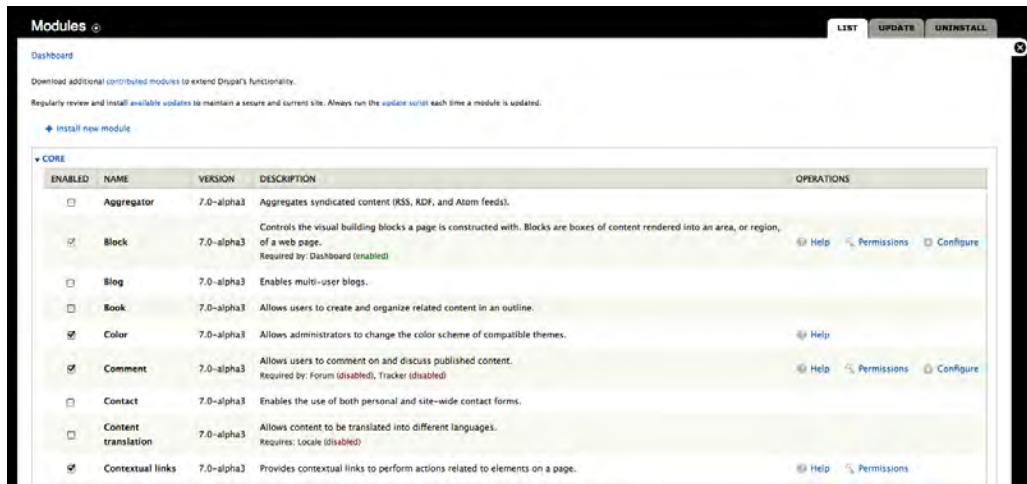 Modules
LIST UPDATE UNINSTALL
Dashboard
Download additional contributed modules to extend Drupal's functionality.
Regularly review and install available updates to maintain a secure and current site. Always run the update script each time a module is updated.
+ Install new module
CORE
ENABLED NAME VERSION DESCRIPTION OPERATIONS
Aggregator 7.0-alpha3 Aggregates syndicated content (RSS, RDF, and Atom feeds).
Controls the visual building blocks a page is constructed with. Blocks are boxes of content rendered into an area, or region,
Block 7.0-alpha3 of a web page. Help Permissions Configure
Required by: Dashboard (enabled)
Blog 7.0-alpha3 Enables multi-user blogs.
Book 7.0-alpha3 Allows users to create and organize related content in an outline.
Color 7.0-alpha3 Allows administrators to change the color scheme of compatible themes. Help
Allows users to comment on and discuss published content.
Comment 7.0-alpha3 Help Permissions Configure
Required by: Forum (disabled), Tracker (disabled)
Contact 7.0-alpha3 Enables the use of both personal and site-wide contact forms.
Content Allows content to be translated into different languages.
translation 7.0-alpha3 Requires: Locale (disabled)
Contextual links 7.0-alpha3 Provides contextual links to perform actions related to elements on a page. Help Permissions